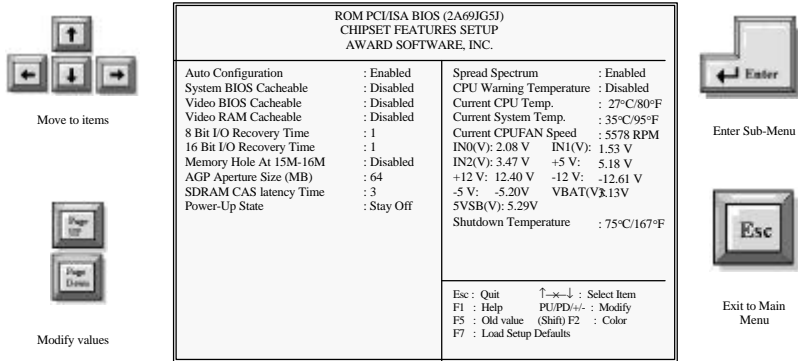 ROM PCI/ISA BIOS (2A69JG5J)
CHIPSET FEATURES SETUP
AWARD SOFTWARE, INC.
Move to items
Page UP
Page Down
Modify values
Auto Configuration : Enabled
System BIOS Cacheable : Disabled
Video BIOS Cacheable : Disabled
Video RAM Cacheable : Disabled
8 Bit I/O Recovery Time : 1
16 Bit I/O Recovery Time : 1
Memory Hole At 15M-16M : Disabled
AGP Aperture Size (MB) : 64
SDRAM CAS latency Time : 3
Power-Up State : Stay Off
Spread Spectrum : Enabled
CPU Warning Temperature : Disabled
Current CPU Temp. : 27°C/80°F
Current System Temp. : 35°C/95°F
Current CPUFAN Speed : 5578 RPM
IN0(V): 2.08 V IN1(V): 1.53 V
IN2(V): 3.47 V +5 V: 5.18 V
+12 V: 12.40 V -12 V: -12.61 V
-5 V: -5.20V VBAT(V): 3.13V
5VSB(V): 5.29V
Shutdown Temperature : 75°C/167°F
Esc : Quit ↑→←↓ : Select Item
F1 : Help PU/PD/+/- : Modify
F5 : Old value (Shift) F2 : Color
F7 : Load Setup Defaults
Enter
Enter Sub-Menu
Esc
Exit to Main
Menu